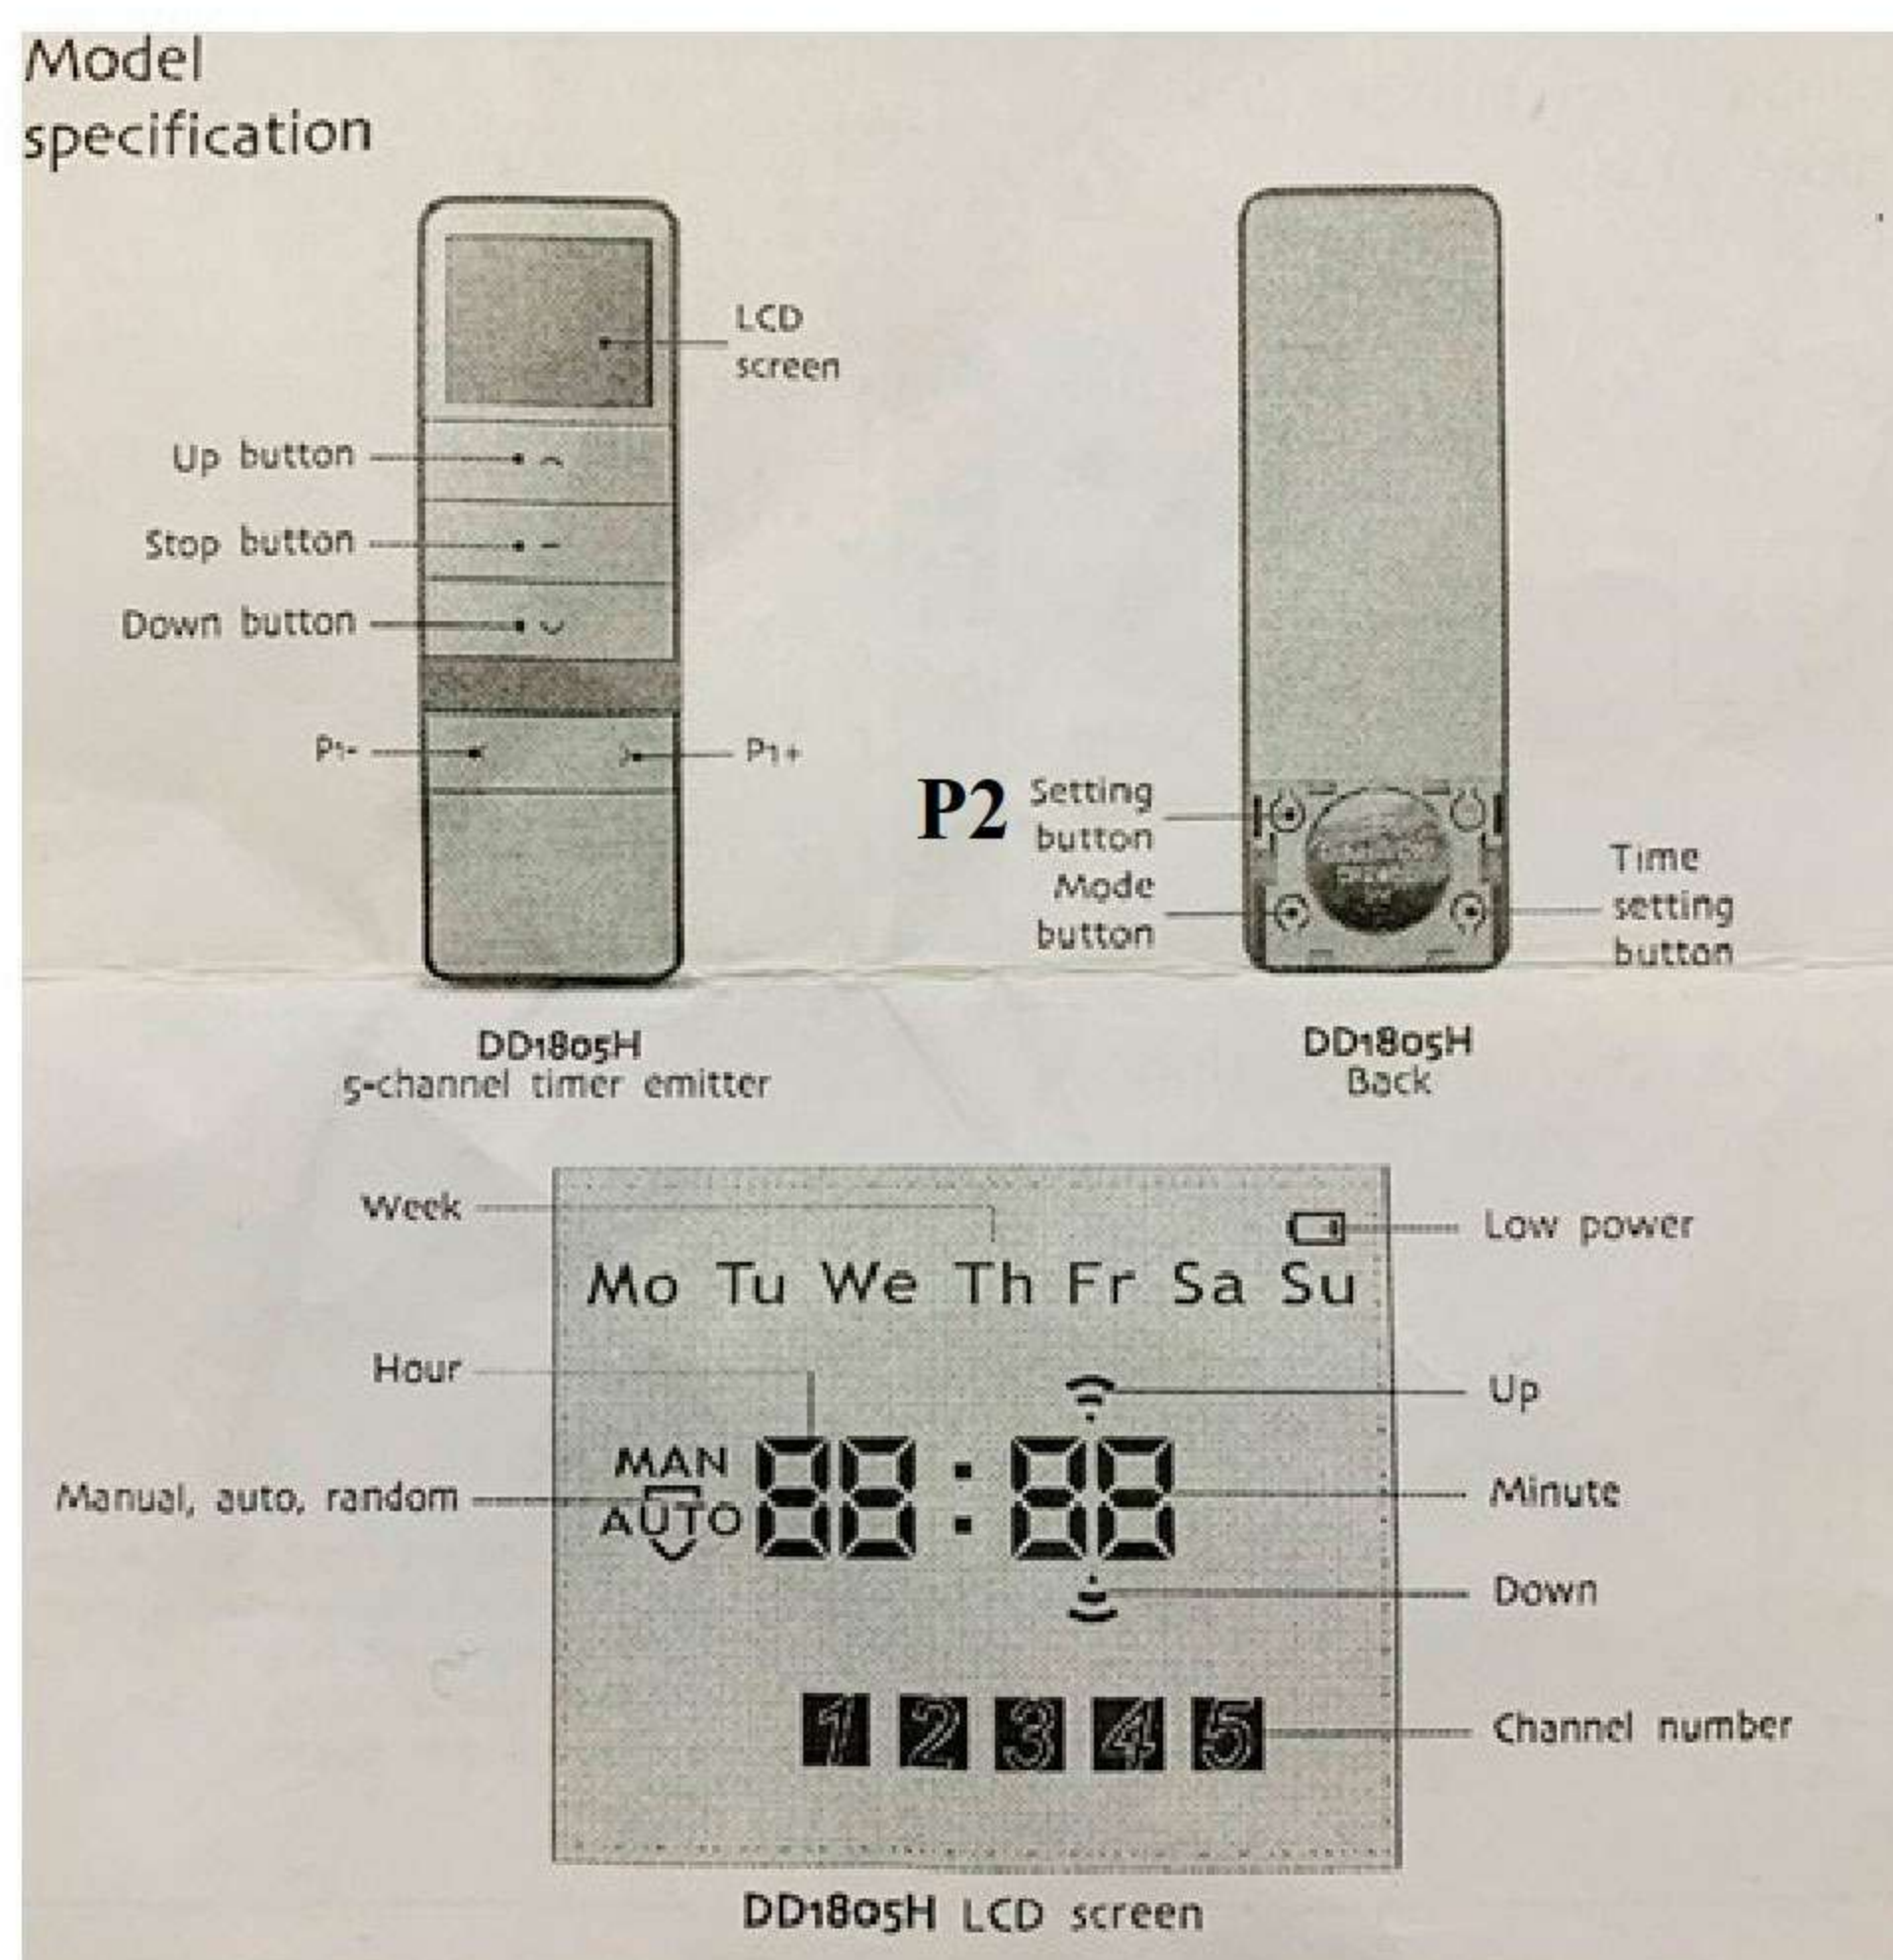 Model
specification
LCD
screen
Up button
Stop button
Down button
P1-
P1+
P2
Setting
button
Mode
button
Time
setting
button
DD1805H
5-channel timer emitter
DD1805H
Back
Week
Low power
Mo Tu We Th Fr Sa Su
Hour
Up
MAN
88:88
Manual, auto, random
AUTO
Minute
Down
1 2 3 4 5
Channel number
DD1805H LCD screen